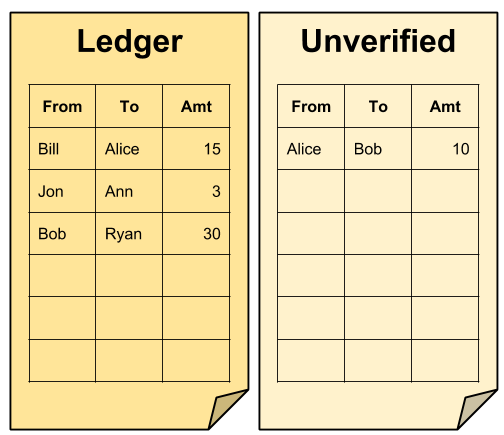 Ledger
From To Amt
Bill Alice 15
Jon Ann 3
Bob Ryan 30
Unverified
From To Amt
Alice Bob 10